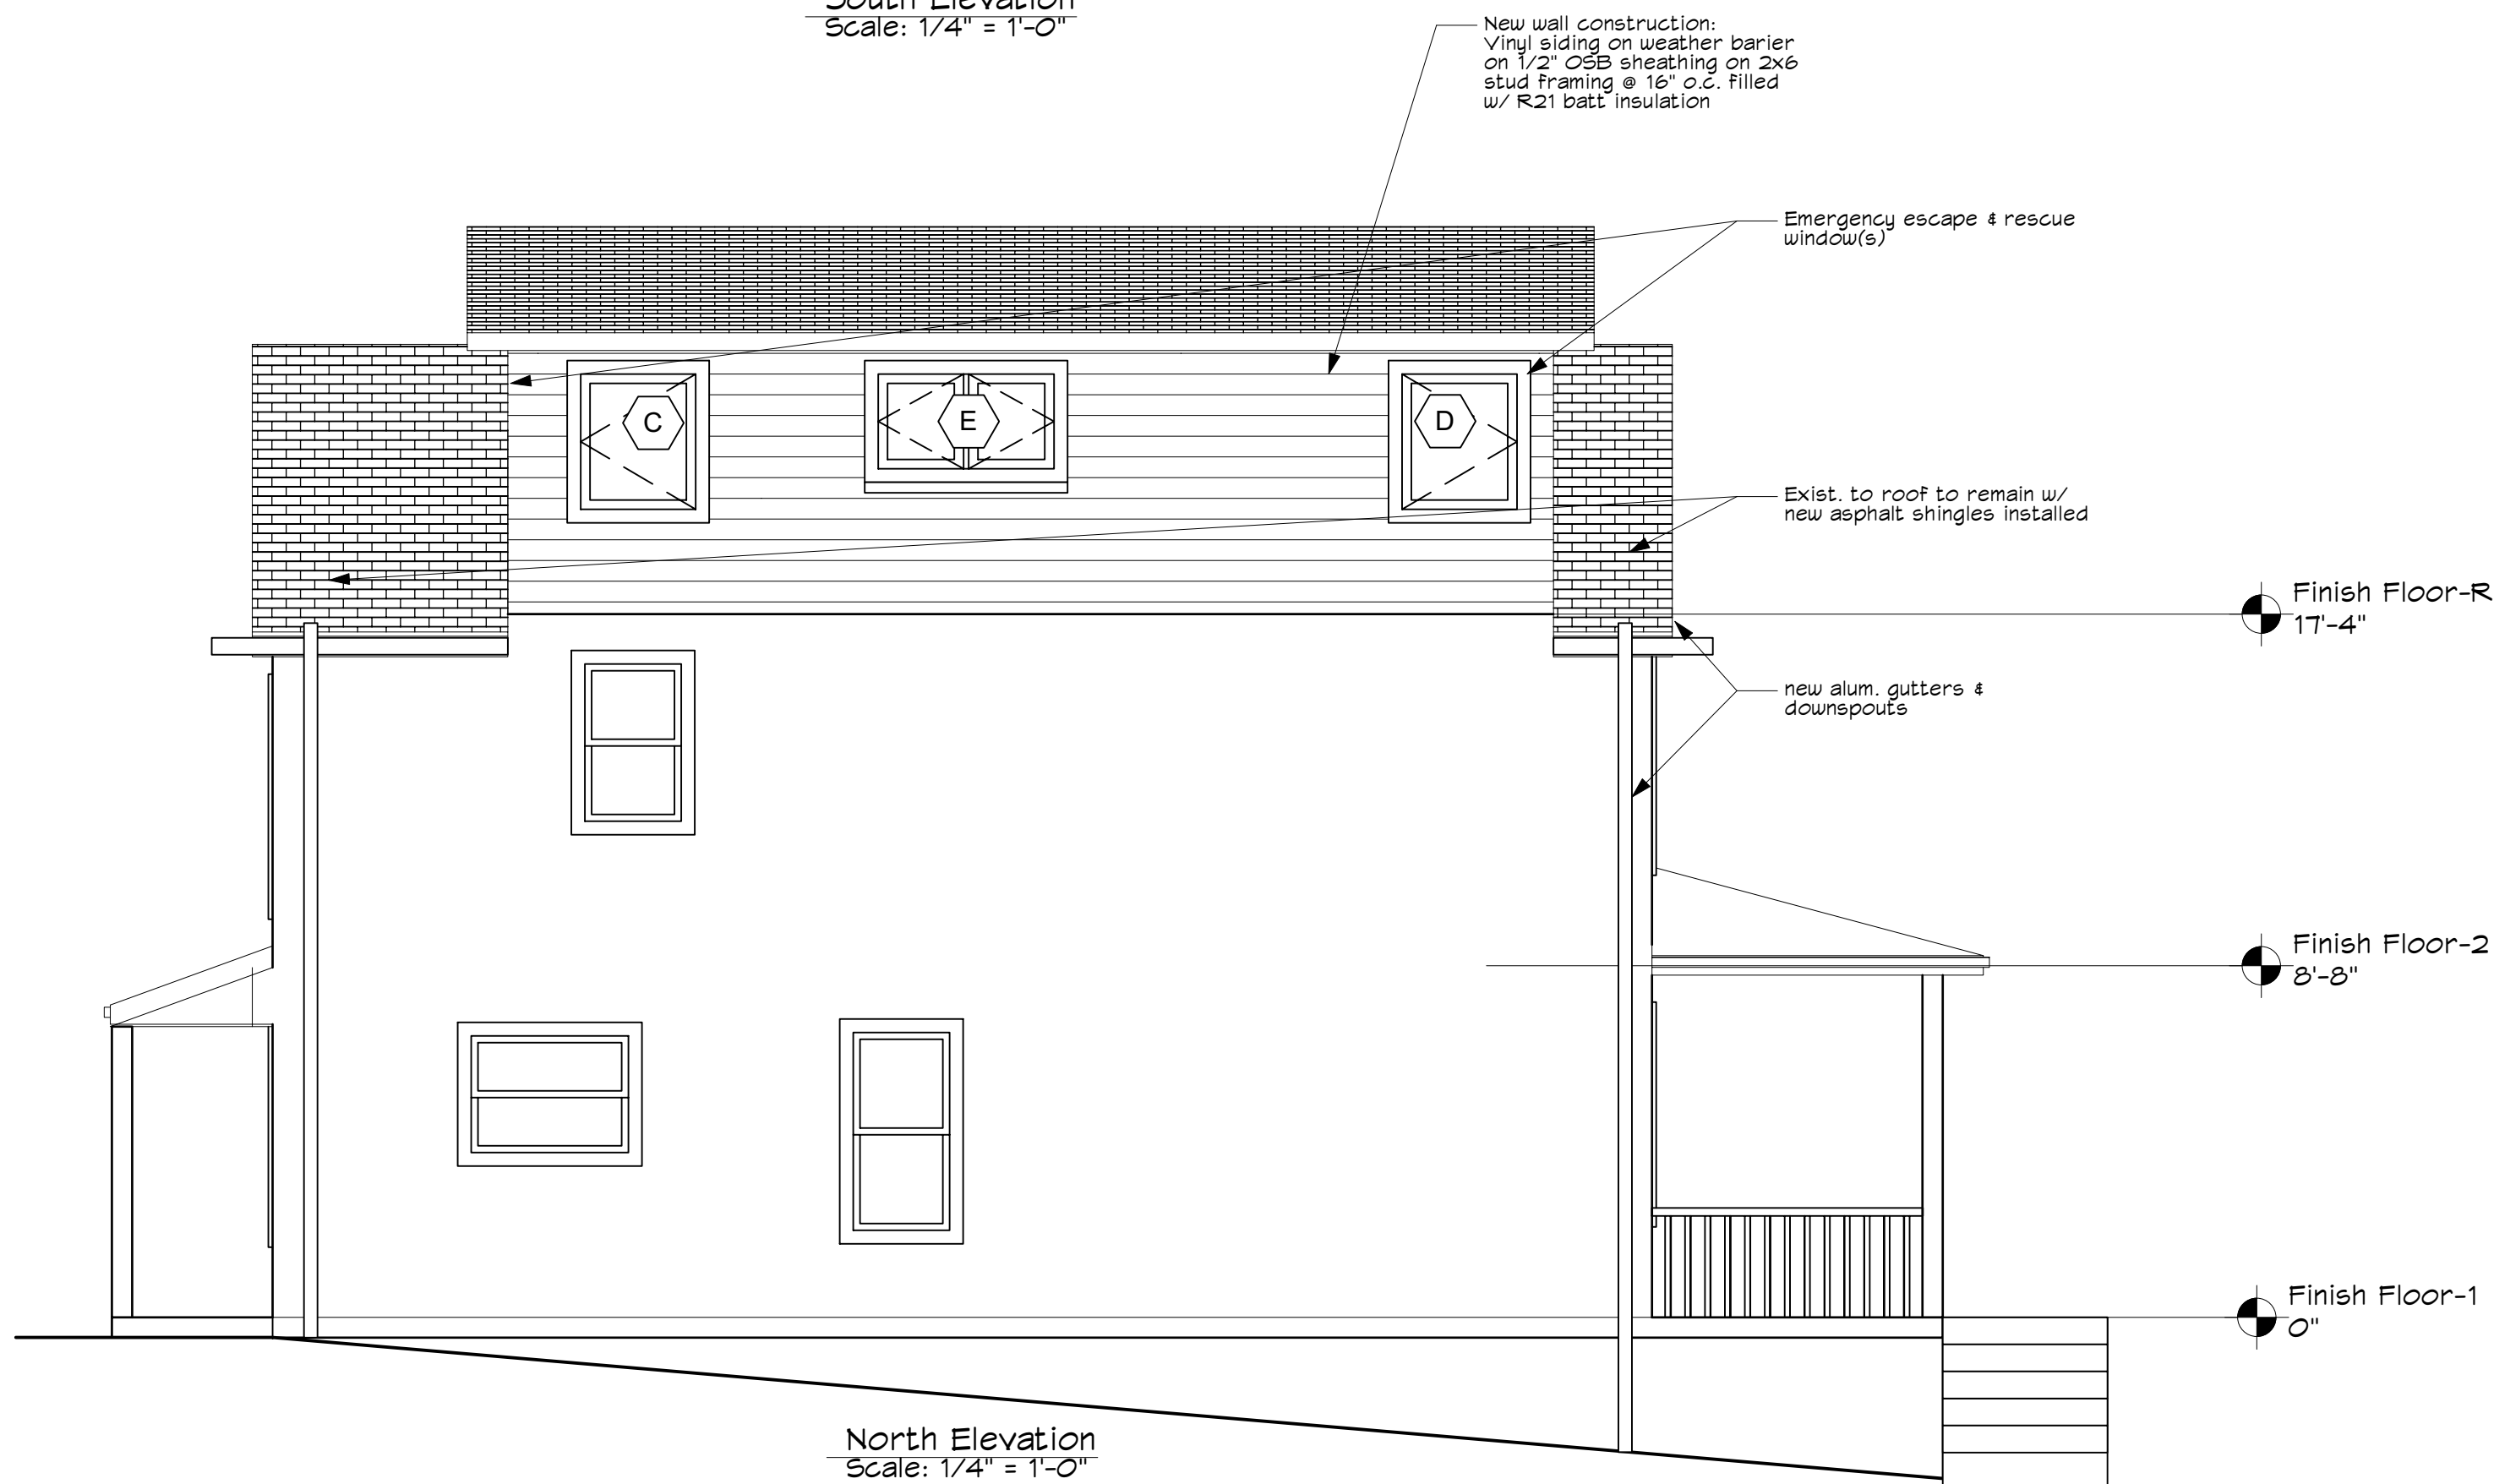 South Elevation
Scale: 1/4" = 1'-0"
New wall construction:
Vinyl siding on weather barier
on 1/2" OSB sheathing on 2x6
stud framing @ 16" o.c. filled
w/ R21 batt insulation
Emergency escape & rescue
window(s)
C
E
D
Exist. to roof to remain w/
new asphalt shingles installed
Finish Floor-R
17'-4"
new alum. gutters &
downspouts
Finish Floor-2
8'-8"
Finish Floor-1
0"
North Elevation
Scale: 1/4" = 1'-0"